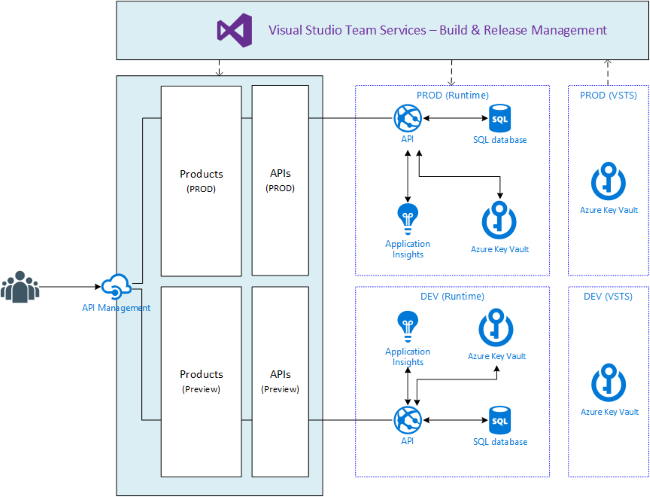 Visual Studio Team Services – Build & Release Management
Products
(PROD)
APIs
(PROD)
PROD (Runtime)
API
SQL
SQL database
Application
Insights
Azure Key Vault
PROD (VSTS)
Azure Key Vault
API Management
Products
(Preview)
APIs
(Preview)
DEV (Runtime)
Application
Insights
Azure Key Vault
API
SQL
SQL database
DEV (VSTS)
Azure Key Vault